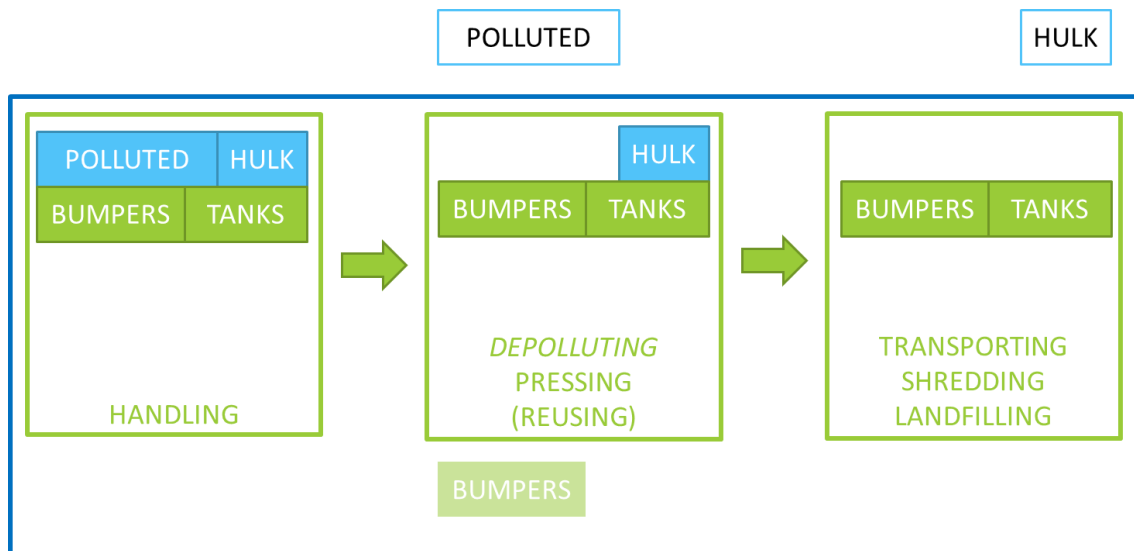 POLLUTED
HULK
POLLUTED
HULK
BUMPERS
TANKS
HANDLING
HULK
BUMPERS
TANKS
DEPOLLUTING
PRESSING
(REUSING)
BUMPERS
BUMPERS
TANKS
TRANSPORTING
SHREDDING
LANDFILLING